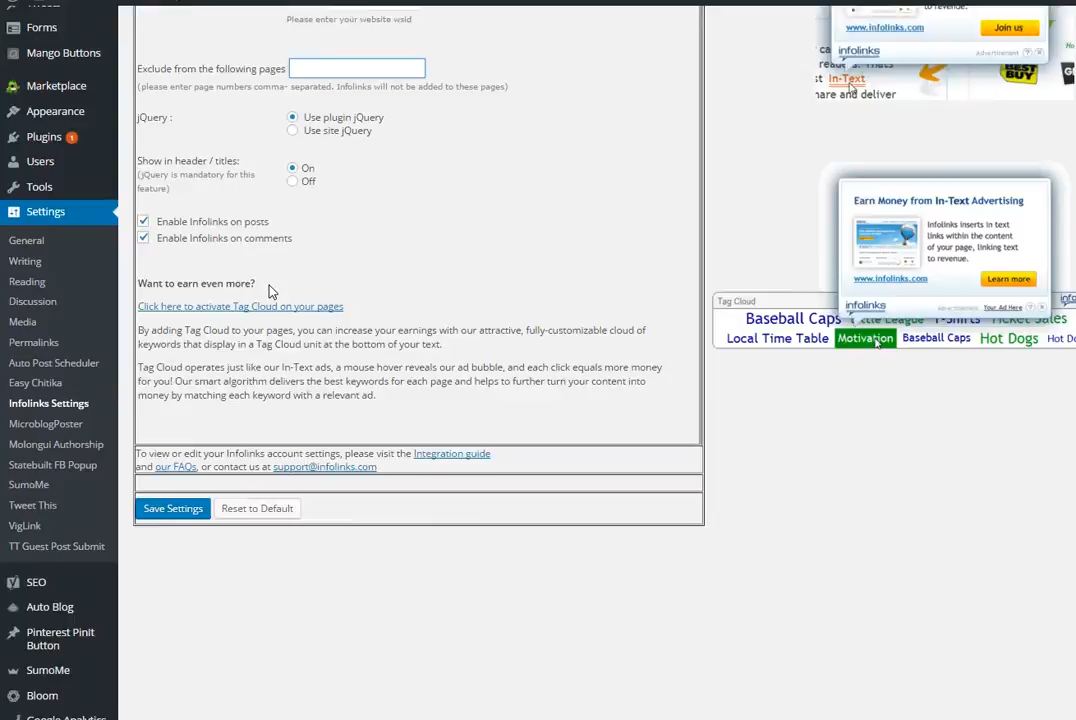 Forms
Mango Buttons
Marketplace
Appearance
Plugins 1
Users
Tools
Settings
General
Writing
Reading
Discussion
Media
Permalinks
Auto Post Scheduler
Easy Chitika
Infolinks Settings
MicroblogPoster
Molongui Authorship
Statebuilt FB Popup
SumoMe
Tweet This
VigLink
TT Guest Post Submit
SEO
Auto Blog
Pinterest PinIt
Button
SumoMe
Bloom
Google Analytics
Please enter your website wsid
Exclude from the following pages
(please enter page numbers comma- separated. Infolinks will not be added to these pages)
jQuery :
Use plugin jQuery
Use site jQuery
Show in header / titles:
(jQuery is mandatory for this
feature)
On
Off
Enable Infolinks on posts
Enable Infolinks on comments
Want to earn even more?
Click here to activate Tag Cloud on your pages
By adding Tag Cloud to your pages, you can increase your earnings with our attractive, fully-customizable cloud of
keywords that display in a Tag Cloud unit at the bottom of your text.
Tag Cloud operates just like our In-Text ads, a mouse hover reveals our ad bubble, and each click equals more money
for you! Our smart algorithm delivers the best keywords for each page and helps to further turn your content into
money by matching each keyword with a relevant ad.
To view or edit your Infolinks account settings, please visit the Integration guide
and our FAQs, or contact us at support@infolinks.com
Save Settings
Reset to Default
to revenue.
www.infolinks.com
Join us
infolinks
advertisement
In-Text
hare and deliver
BEST
BUY
Earn Money from In-Text Advertising
Infolinks inserts in text
links within the content
of your page, linking text
to revenue.
www.infolinks.com
Learn more
infolinks
advertisement
Your Ad Here
Tag Cloud
Baseball Caps Little League T-Shirts Ticket Sales
Local Time Table Motivation Baseball Caps Hot Dogs Hot Do